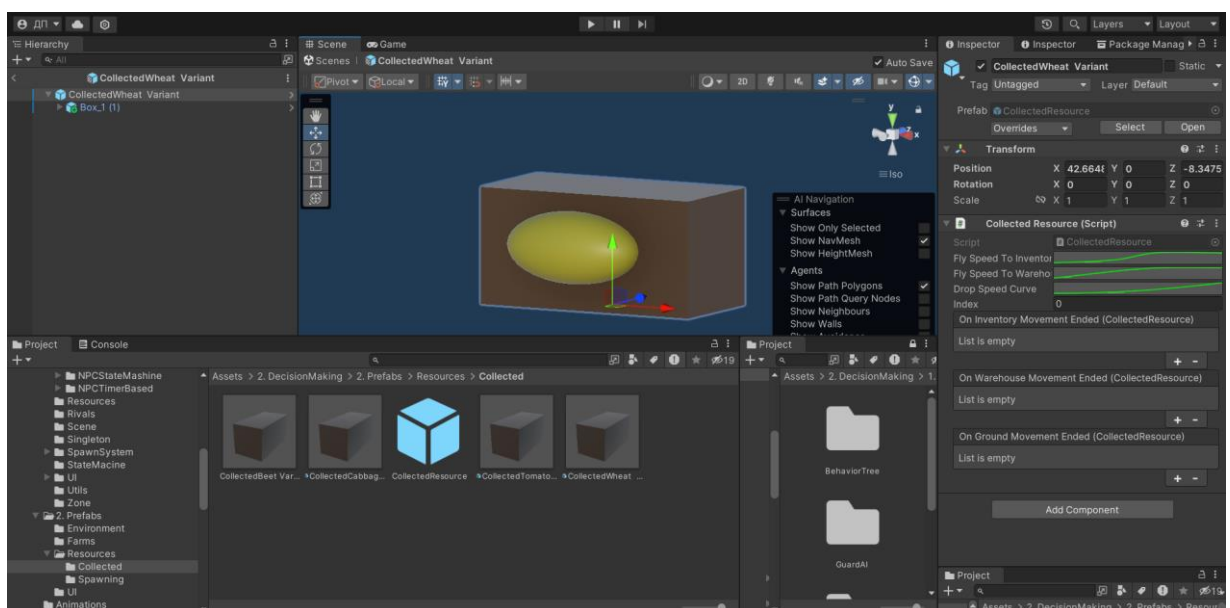 ДП
Layers
Layout
Hierarchy
All
CollectedWheat Variant
CollectedWheat Variant
Box_1 (1)
Scene
Game
Scenes
CollectedWheat Variant
Auto Save
Pivot
Local
2D
y
x
z
Iso
AI Navigation
Surfaces
Show Only Selected
Show NavMesh
Show HeightMesh
Agents
Show Path Polygons
Show Path Query Nodes
Show Neighbours
Show Walls
Inspector
Inspector
Package Manag
CollectedWheat Variant
Static
Tag Untagged
Layer Default
Prefab CollectedResource
Overrides
Select
Open
Transform
Position X 42.6648 Y 0 Z -8.3475
Rotation X 0 Y 0 Z 0
Scale X 1 Y 1 Z 1
Collected Resource (Script)
Script CollectedResource
Fly Speed To Inventor
Fly Speed To Wareho
Drop Speed Curve
Index 0
On Inventory Movement Ended (CollectedResource)
List is empty
+ -
On Warehouse Movement Ended (CollectedResource)
List is empty
+ -
On Ground Movement Ended (CollectedResource)
List is empty
+ -
Add Component
Project
Console
19
NPCStateMashine
NPCTimerBased
Resources
Rivals
Scene
Singleton
SpawnSystem
StateMacine
UI
Utils
Zone
2. Prefabs
Environment
Farms
Resources
Collected
Spawning
UI
Animations
Assets > 2. DecisionMaking > 2. Prefabs > Resources > Collected
CollectedBeet Var...
CollectedCabbag...
CollectedResource
CollectedTomato...
CollectedWheat ...
Project
Assets > 2. DecisionMaking > 1.
BehaviorTree
GuardAI
Project
19
Assets > 2. DecisionMaking > 2. Prefabs > Resour